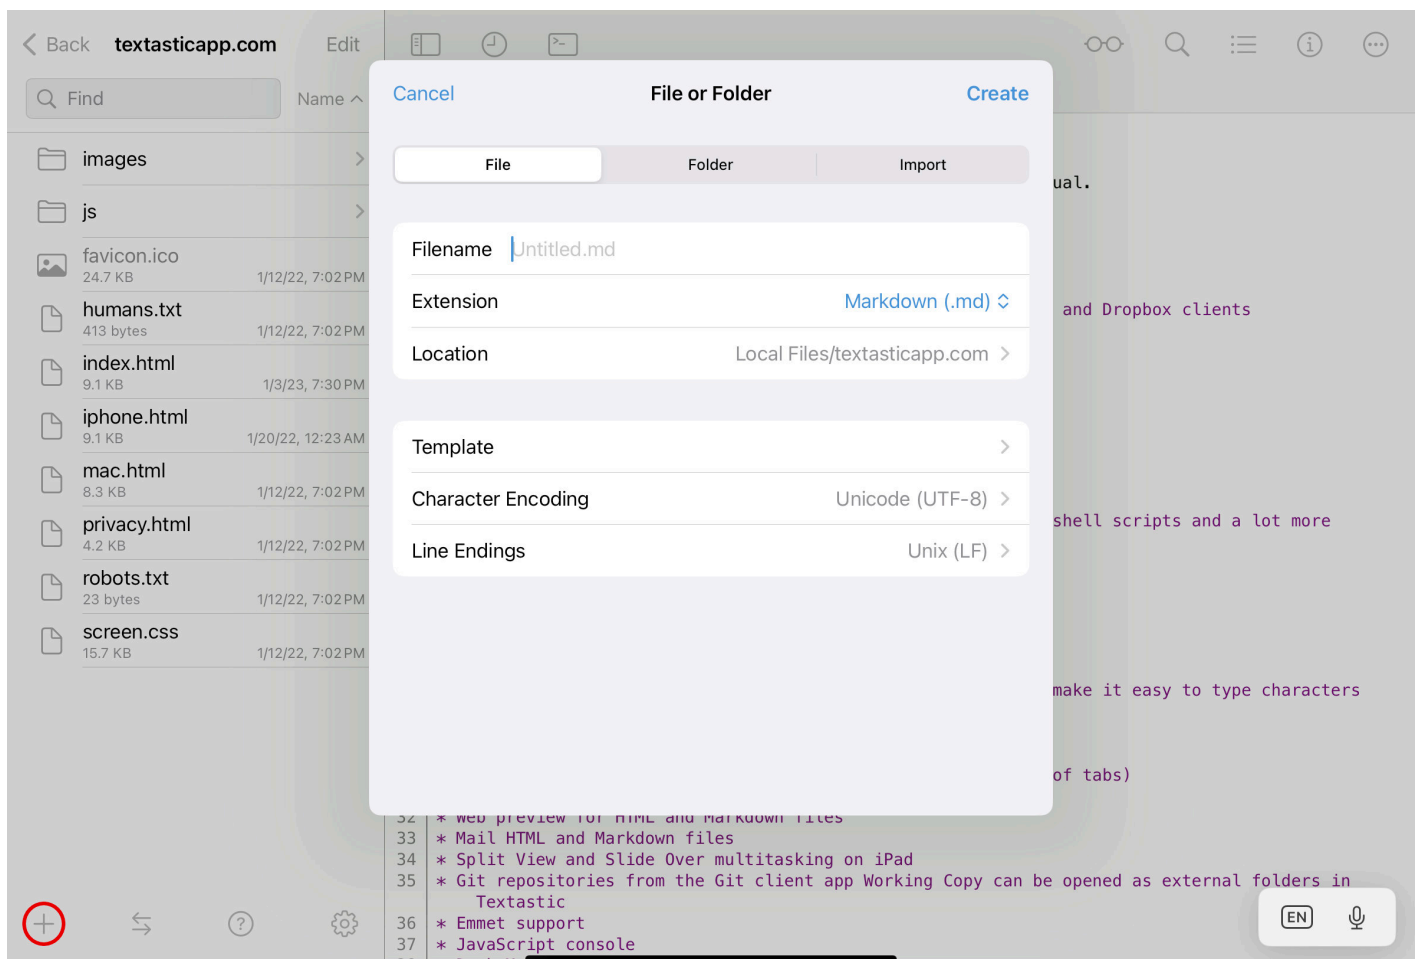 Back textasticapp.com Edit
Find Name
images
js
favicon.ico
24.7 KB 1/12/22, 7:02 PM
humans.txt
413 bytes 1/12/22, 7:02 PM
index.html
9.1 KB 1/3/23, 7:30 PM
iphone.html
9.1 KB 1/20/22, 12:23 AM
mac.html
8.3 KB 1/12/22, 7:02 PM
privacy.html
4.2 KB 1/12/22, 7:02 PM
robots.txt
23 bytes 1/12/22, 7:02 PM
screen.css
15.7 KB 1/12/22, 7:02 PM
Cancel File or Folder Create
File Folder Import
Filename Untitled.md
Extension Markdown (.md)
Location Local Files/textasticapp.com
Template
Character Encoding Unicode (UTF-8)
Line Endings Unix (LF)
ual.
and Dropbox clients
shell scripts and a lot more
make it easy to type characters
of tabs)
32 * Web preview for HTML and Markdown files
33 * Mail HTML and Markdown files
34 * Split View and Slide Over multitasking on iPad
35 * Git repositories from the Git client app Working Copy can be opened as external folders in
Textastic
36 * Emmet support
37 * JavaScript console
EN